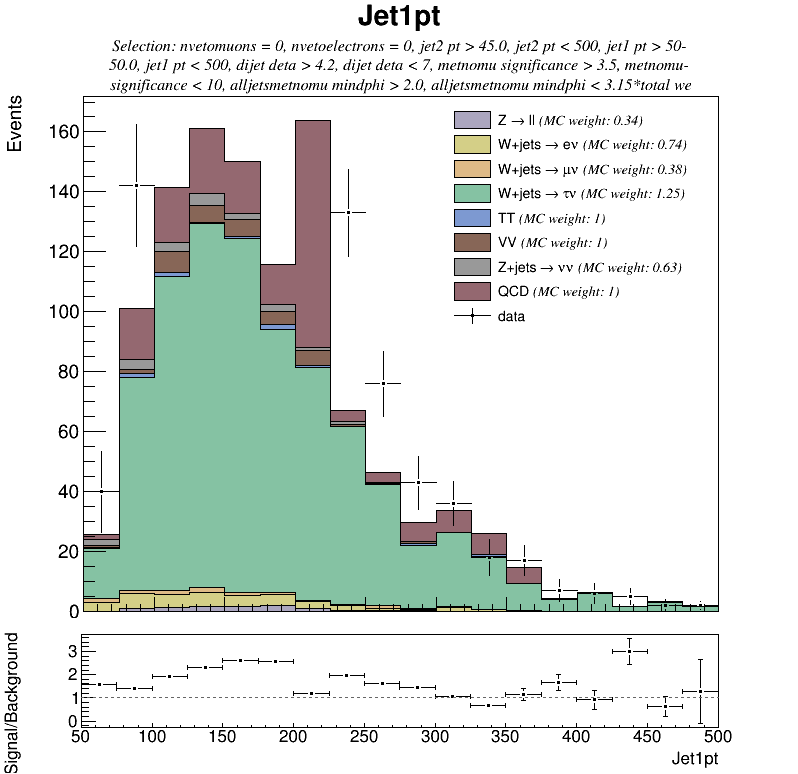 Jet1pt
Selection: nvetomuons = 0, nvetoelectrons = 0, jet2 pt > 45.0, jet2 pt < 500, jet1 pt > 50-
50.0, jet1 pt < 500, dijet deta > 4.2, dijet deta < 7, metnomu significance > 3.5, metnomu-
significance < 10, alljetsmetnomu mindphi > 2.0, alljetsmetnomu mindphi < 3.15*total we
Events
160
140
120
100
80
60
40
20
0
Z → ll (MC weight: 0.34)
W+jets → eν (MC weight: 0.74)
W+jets → μν (MC weight: 0.38)
W+jets → τν (MC weight: 1.25)
TT (MC weight: 1)
VV (MC weight: 1)
Z+jets → νν (MC weight: 0.63)
QCD (MC weight: 1)
data
Signal/Background
3
2
1
0
50 100 150 200 250 300 350 400 450 500
Jet1pt